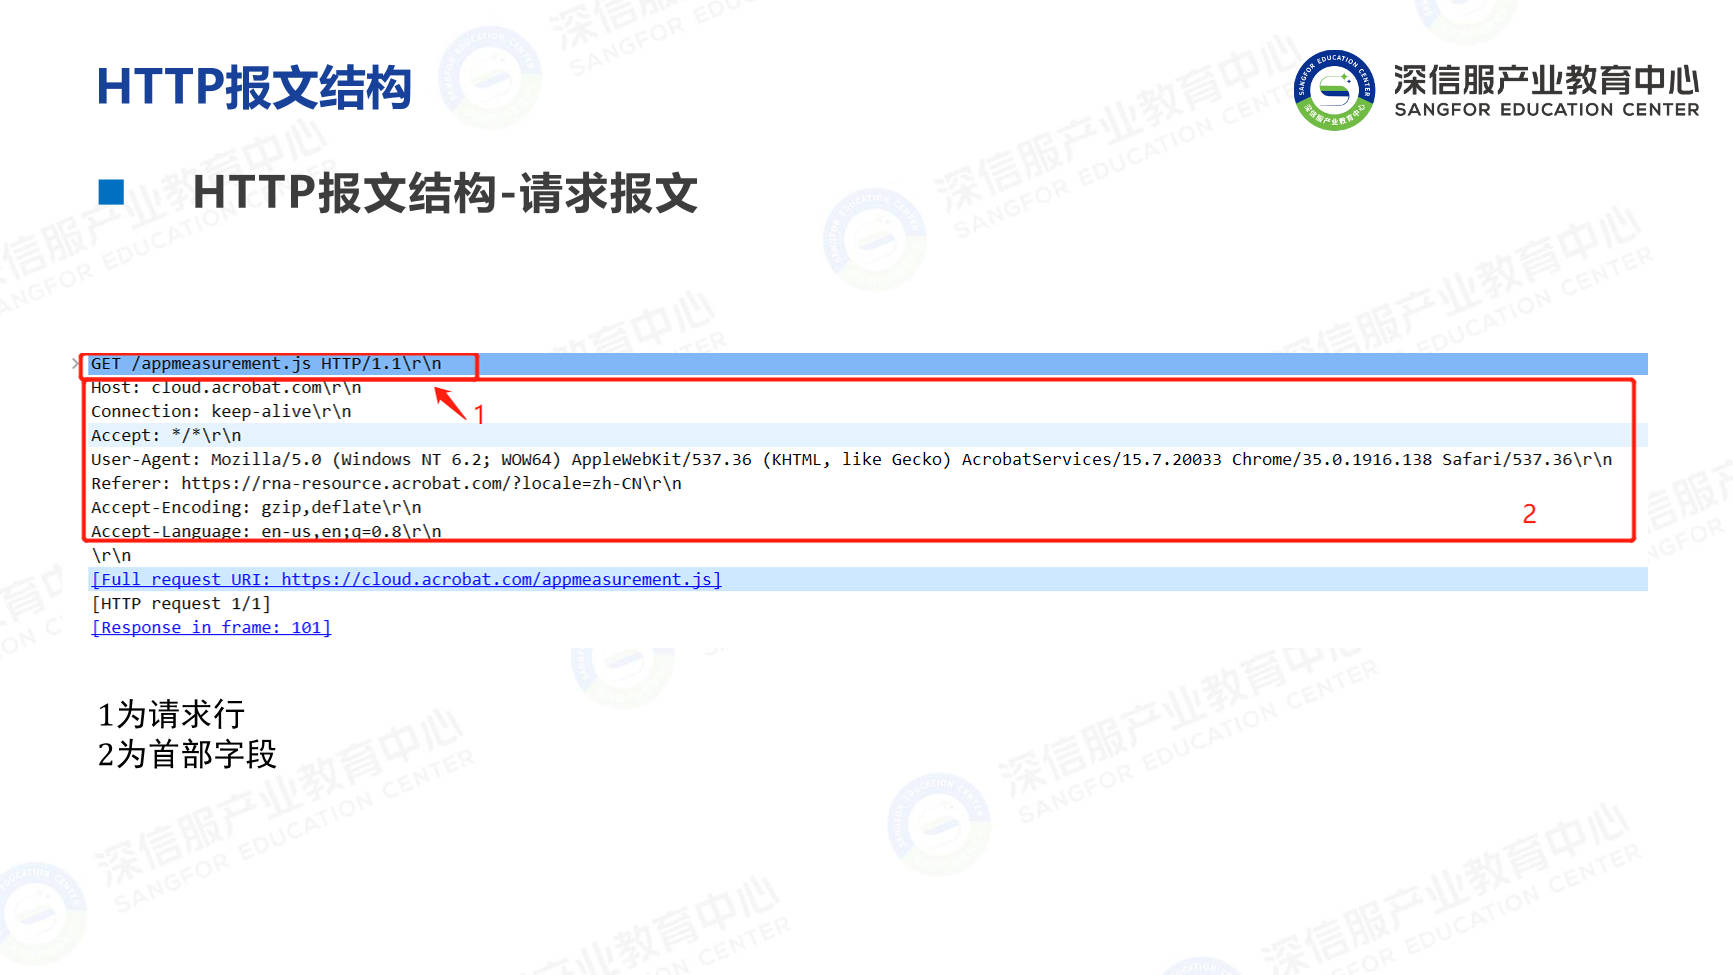 HTTP报文结构
深信服产业教育中心
SANGFOR EDUCATION CENTER
HTTP报文结构-请求报文
GET /appmeasurement.js HTTP/1.1\r\n
Host: cloud.acrobat.com\r\n
Connection: keep-alive\r\n
1
Accept: */*\r\n
User-Agent: Mozilla/5.0 (Windows NT 6.2; WOW64) AppleWebKit/537.36 (KHTML, like Gecko) AcrobatServices/15.7.20033 Chrome/35.0.1916.138 Safari/537.36\r\n
Referer: https://rna-resource.acrobat.com/?locale=zh-CN\r\n
Accept-Encoding: gzip,deflate\r\n
2
Accept-Language: en-us,en;q=0.8\r\n
\r\n
[Full request URI: https://cloud.acrobat.com/appmeasurement.js]
[HTTP request 1/1]
[Response in frame: 101]
1为请求行
2为首部字段